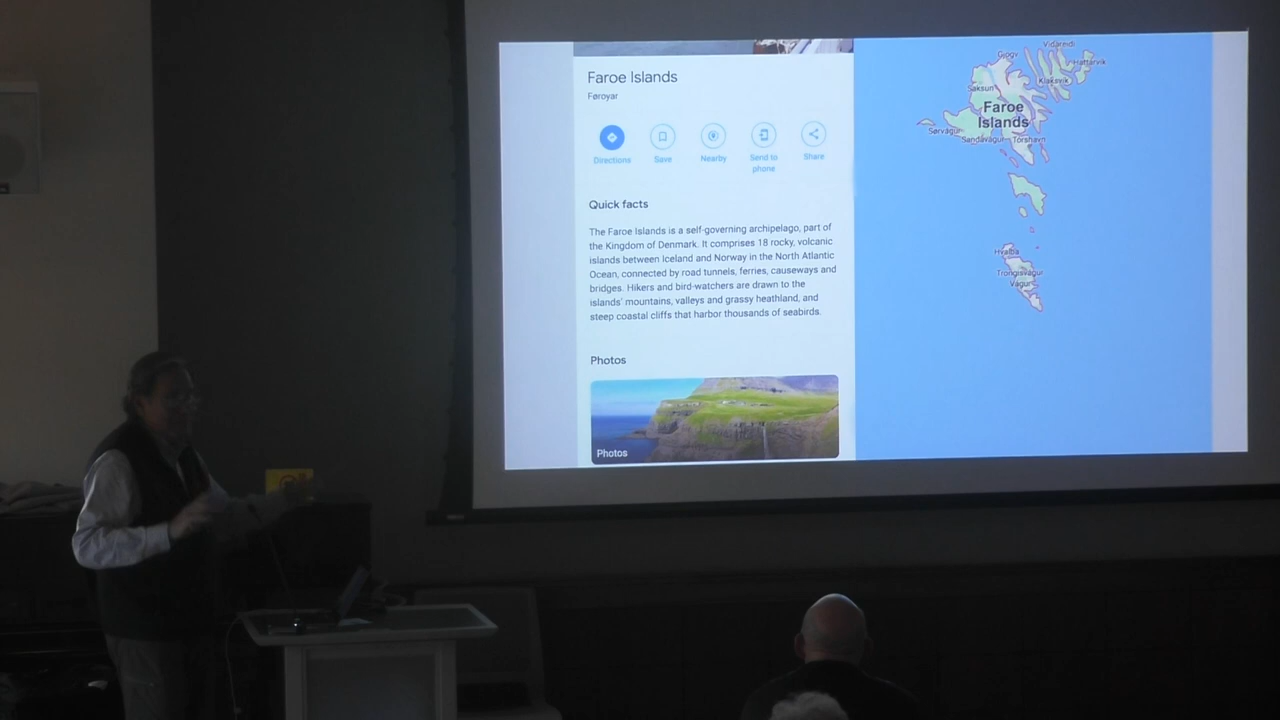 Faroe Islands
Føroyar
Directions
Save
Nearby
Send to
phone
Share
Quick facts
The Faroe Islands is a self-governing archipelago, part of
the Kingdom of Denmark. It comprises 18 rocky, volcanic
islands between Iceland and Norway in the North Atlantic
Ocean, connected by road tunnels, ferries, causeways and
bridges. Hikers and bird-watchers are drawn to the
islands' mountains, valleys and grassy heathland, and
steep coastal cliffs that harbor thousands of seabirds.
Photos
Photos
Viðareiði
Gjógv
Hattarvík
Klaksvík
Saksun
Faroe
Islands
Sørvágur
Sandavágur
Tórshavn
Hvalba
Trongisvágur
Vágur